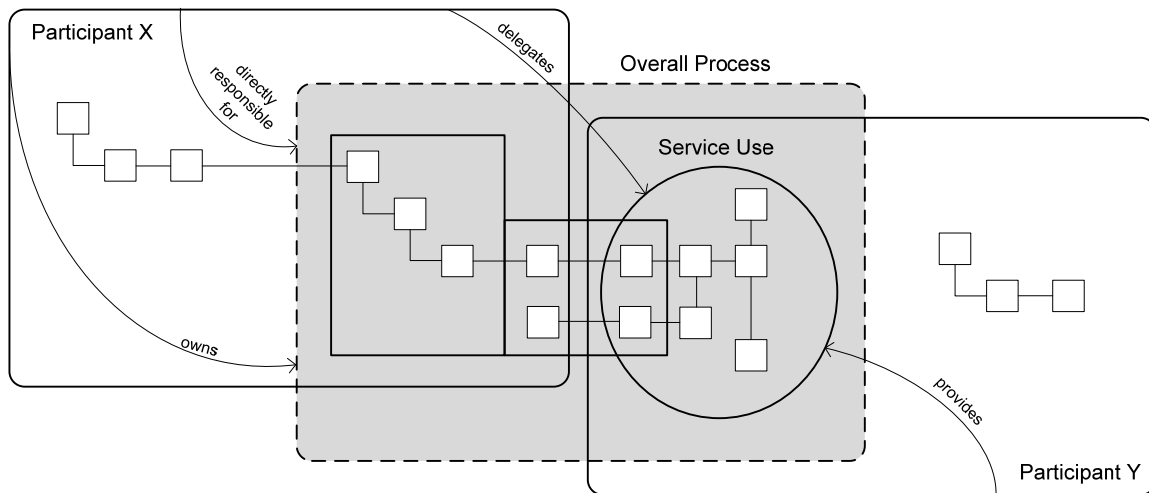 Participant X
delegates
directly
responsible
for
Overall Process
Service Use
owns
provides
Participant Y